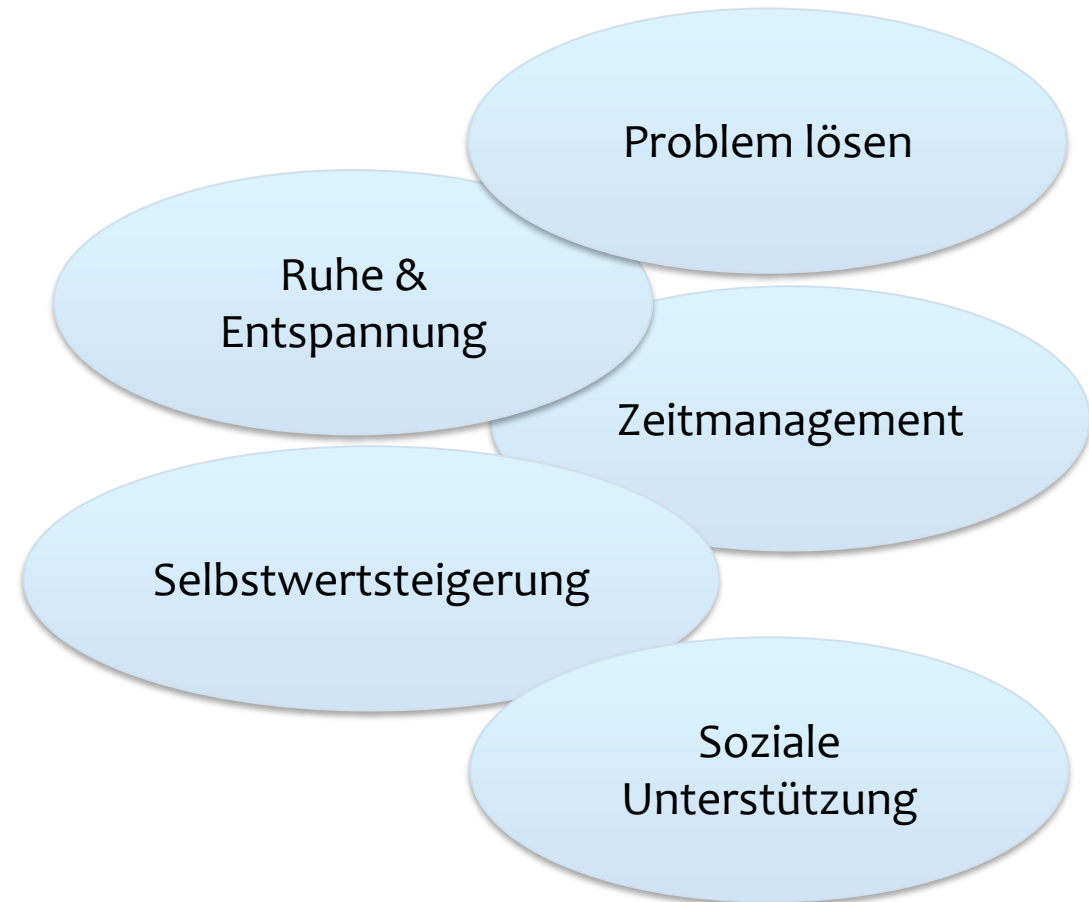 Problem lösen
Ruhe &
Entspannung
Zeitmanagement
Selbstwertsteigerung
Soziale
Unterstützung